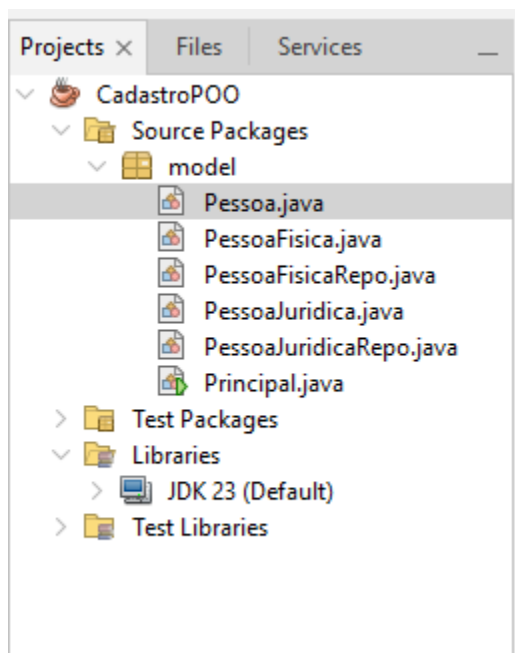 Projects Files Services
CadastroPOO
Source Packages
model
Pessoa.java
PessoaFisica.java
PessoaFisicaRepo.java
PessoaJuridica.java
PessoaJuridicaRepo.java
Principal.java
Test Packages
Libraries
JDK 23 (Default)
Test Libraries